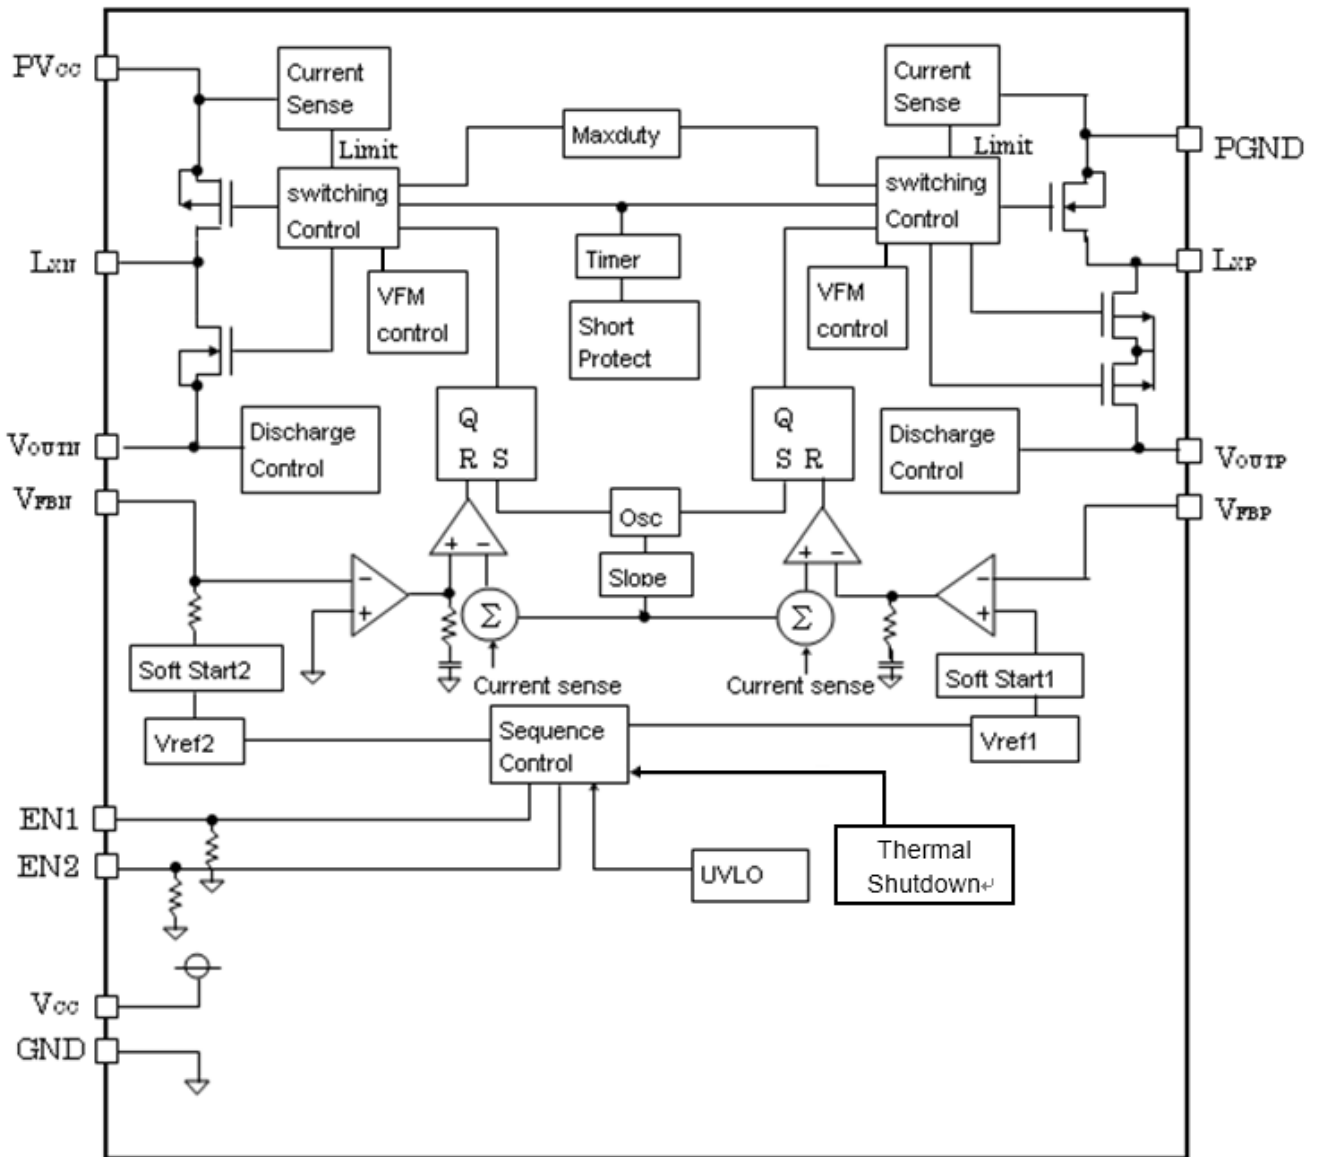 PVcc
Current
Sense
Limit
Maxduty
Current
Sense
Limit
PGND
switching
Control
switching
Control
LXN
Timer
LXP
VFM
control
VFM
control
Short
Protect
VOUTN
Discharge
Control
Q
R S
Q
S R
Discharge
Control
VOUTP
VFBN
Osc
VFBP
+ -
+ -
-
+
Slope
-
+
Σ
Σ
Soft Start2
Current sense
Current sense
Soft Start1
Vref2
Sequence
Control
Vref1
EN1
EN2
UVLO
Thermal
Shutdown↵
Vcc
GND